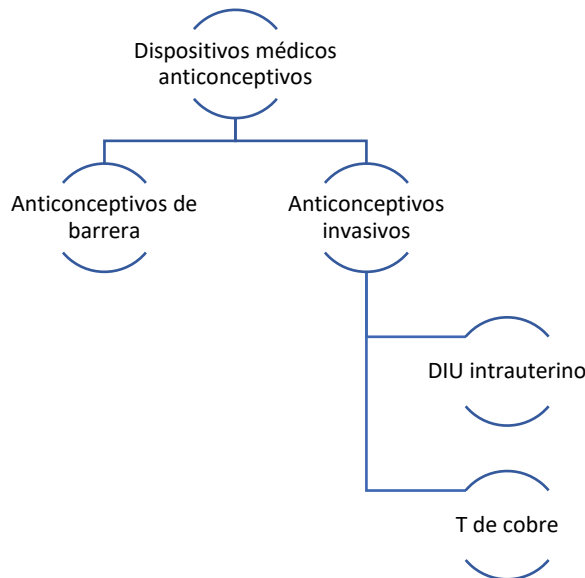 Dispositivos médicos
anticonceptivos
Anticonceptivos de
barrera
Anticonceptivos
invasivos
DIU intrauterino
T de cobre